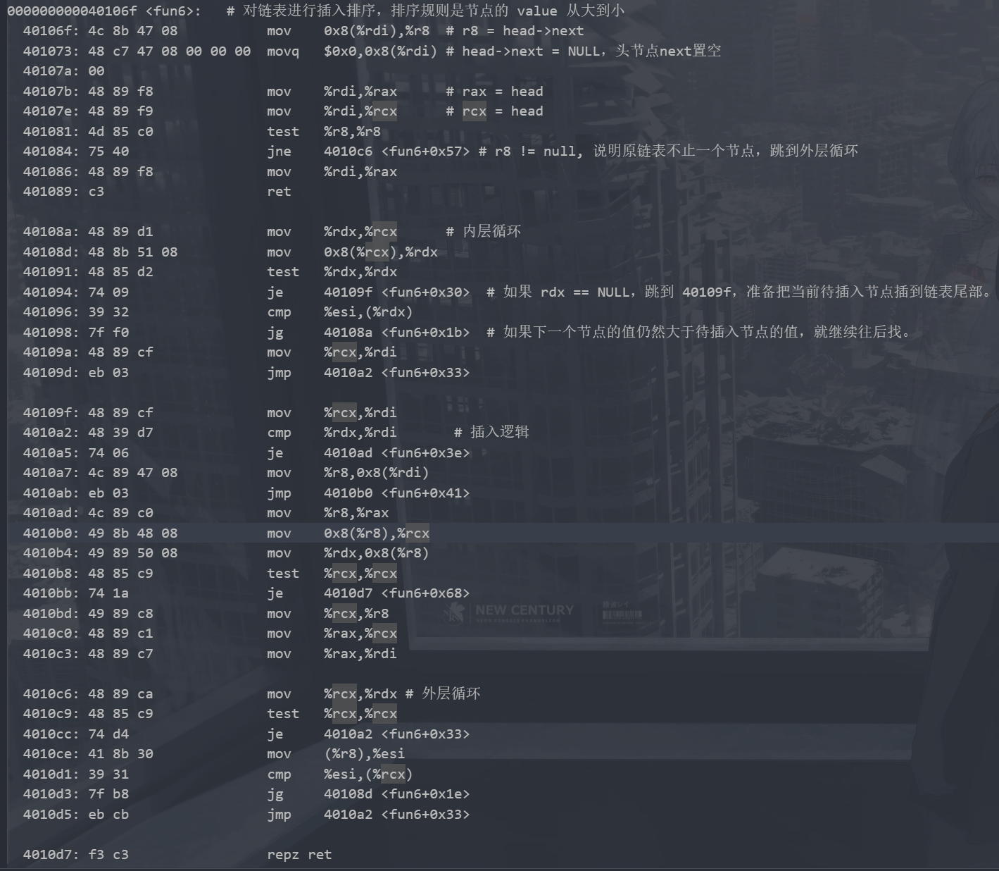 000000000040106f <fun6>:   # 对链表进行插入排序，排序规则是节点的 value 从大到小
40106f: 4c 8b 47 08           mov    0x8(%rdi),%r8  # r8 = head->next
401073: 48 c7 47 08 00 00 00  movq   $0x0,0x8(%rdi) # head->next = NULL，头节点next置空
40107a: 00
40107b: 48 89 f8              mov    %rdi,%rax      # rax = head
40107e: 48 89 f9              mov    %rdi,%rcx      # rcx = head
401081: 4d 85 c0              test   %r8,%r8
401084: 75 40                 jne    4010c6 <fun6+0x57> # r8 != null, 说明原链表不止一个节点，跳到外层循环
401086: 48 89 f8              mov    %rdi,%rax
401089: c3                    ret
40108a: 48 89 d1              mov    %rdx,%rcx      # 内层循环
40108d: 48 8b 51 08           mov    0x8(%rcx),%rdx
401091: 48 85 d2              test   %rdx,%rdx
401094: 74 09                 je     40109f <fun6+0x30>  # 如果 rdx == NULL，跳到 40109f，准备把当前待插入节点插到链表尾部。
401096: 39 32                 cmp    %esi,(%rdx)
401098: 7f f0                 jg     40108a <fun6+0x1b>  # 如果下一个节点的值仍然大于待插入节点的值，就继续往后找。
40109a: 48 89 cf              mov    %rcx,%rdi
40109d: eb 03                 jmp    4010a2 <fun6+0x33>
40109f: 48 89 cf              mov    %rcx,%rdi
4010a2: 48 39 d7              cmp    %rdx,%rdi       # 插入逻辑
4010a5: 74 06                 je     4010ad <fun6+0x3e>
4010a7: 4c 89 47 08           mov    %r8,0x8(%rdi)
4010ab: eb 03                 jmp    4010b0 <fun6+0x41>
4010ad: 4c 89 c0              mov    %r8,%rax
4010b0: 49 8b 48 08           mov    0x8(%r8),%rcx
4010b4: 49 89 50 08           mov    %rdx,0x8(%r8)
4010b8: 48 85 c9              test   %rcx,%rcx
4010bb: 74 1a                 je     4010d7 <fun6+0x68>
4010bd: 49 89 c8              mov    %rcx,%r8
4010c0: 48 89 c1              mov    %rax,%rcx
4010c3: 48 89 c7              mov    %rax,%rdi
4010c6: 48 89 ca              mov    %rcx,%rdx # 外层循环
4010c9: 48 85 c9              test   %rcx,%rcx
4010cc: 74 d4                 je     4010a2 <fun6+0x33>
4010ce: 41 8b 30              mov    (%r8),%esi
4010d1: 39 31                 cmp    %esi,(%rcx)
4010d3: 7f b8                 jg     40108d <fun6+0x1e>
4010d5: eb cb                 jmp    4010a2 <fun6+0x33>
4010d7: f3 c3                 repz ret
NEW CENTURY